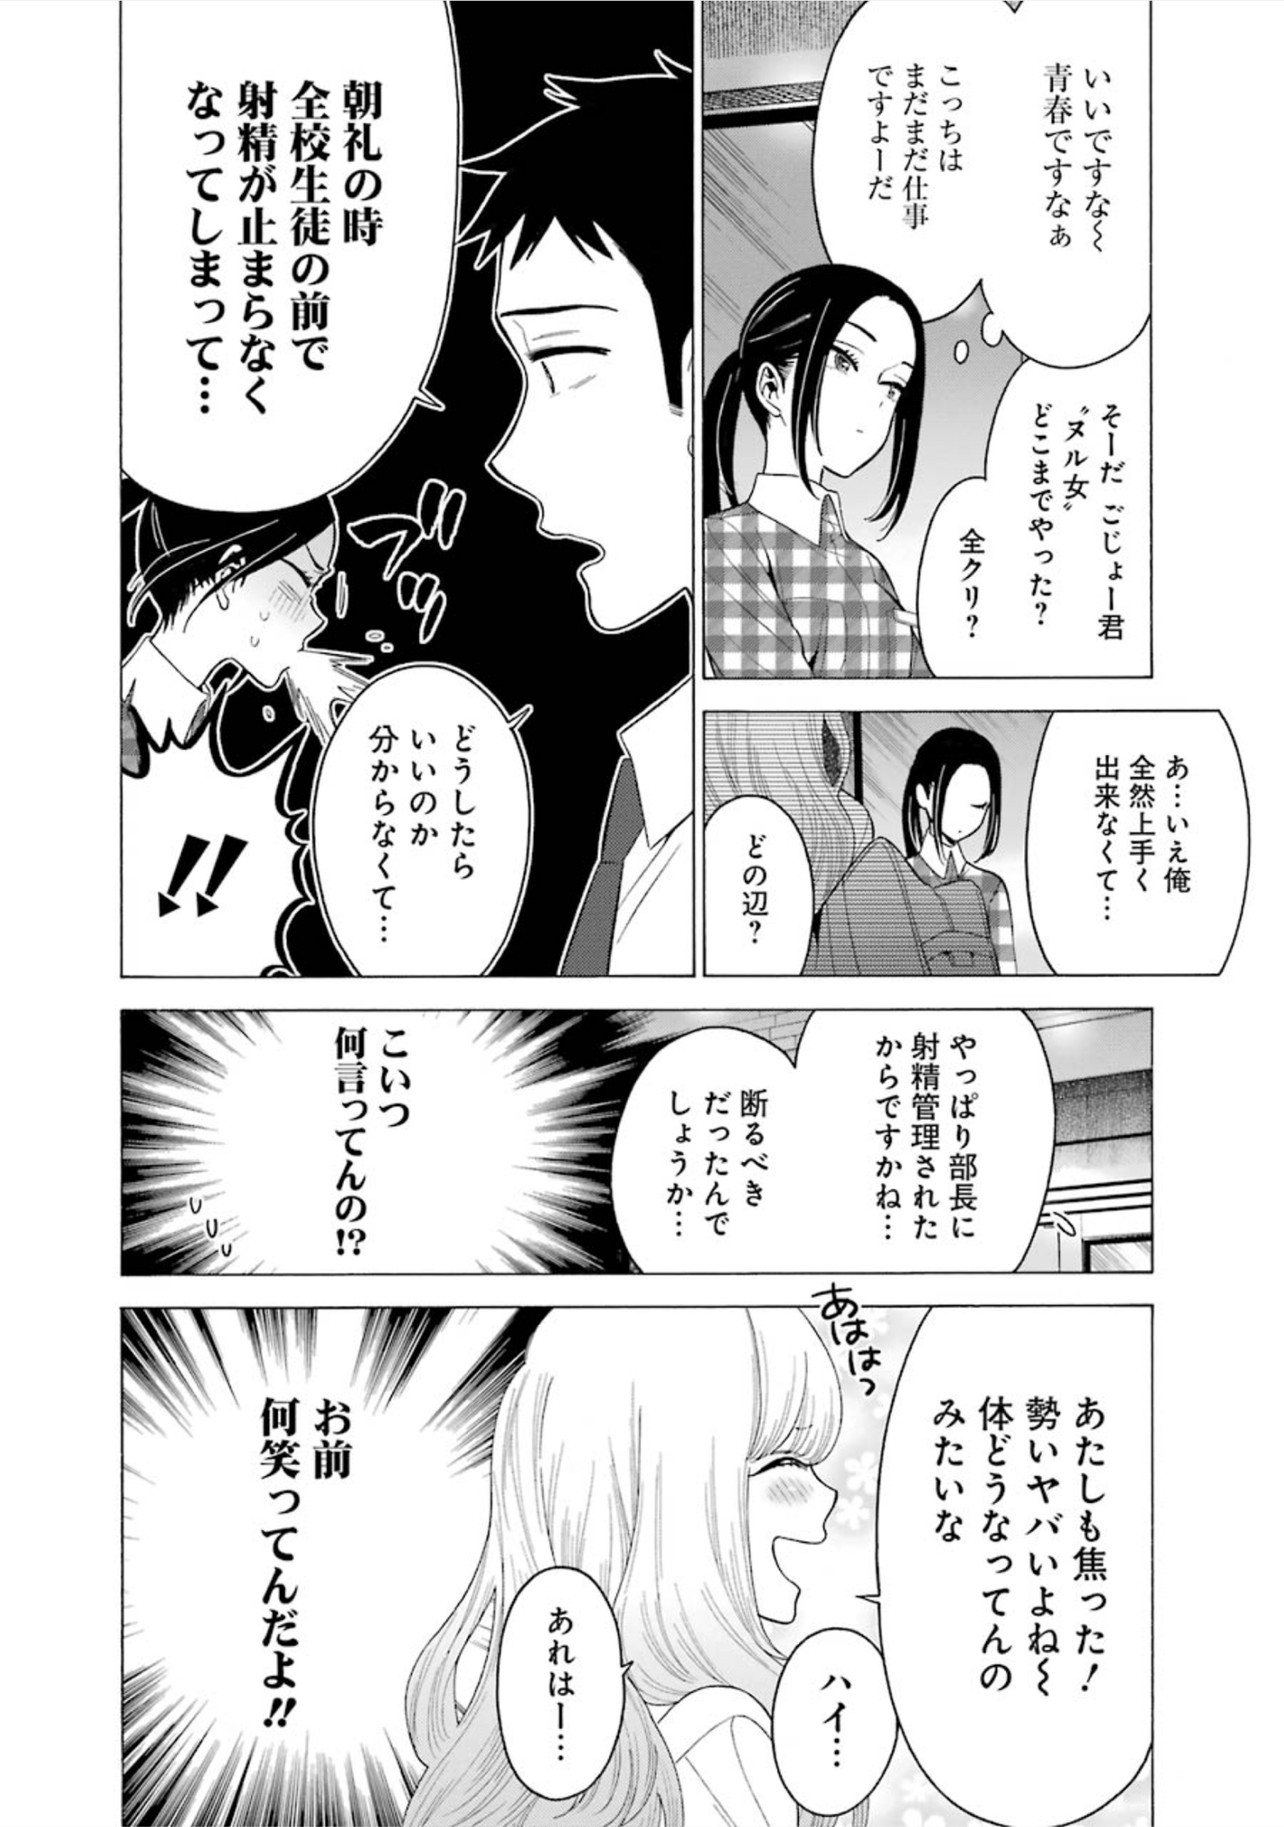 いいですな〜
青春ですなぁ
こっちは
まだまだ仕事
ですよーだ
そーだ ごじょー君
〝ヌル女〟
どこまでやった?
全クリ?
あ…いえ俺
全然上手く
出来なくて…
どの辺?
朝礼の時
全校生徒の前で
射精が止まらなく
なってしまって…
ブバッ
どうしたら
いいのか
分からなくて…
!!
やっぱり部長に
射精管理された
からですかね…
断るべき
だったんで
しょうか…
こいつ
何言ってんの!?
あははっ
あたしも焦った!
勢いヤバいよね〜
体どうなってんの
みたいな
ハイ…
あれはー…
お前
何笑ってんだよ!!